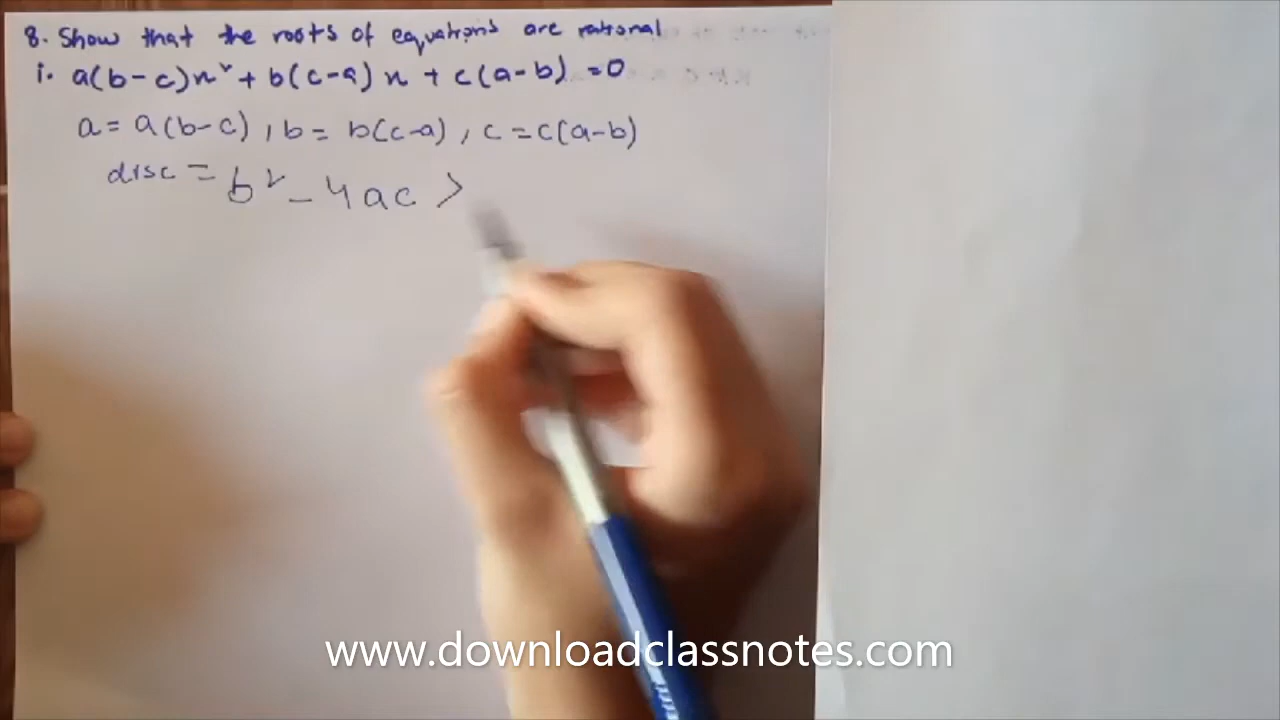 8. Show that the roots of equations are rational
i. a(b-c)x² + b(c-a)x + c(a-b) = 0
a = a(b-c), b = b(c-a), c = c(a-b)
disc = b² - 4ac >
www.downloadclassnotes.com